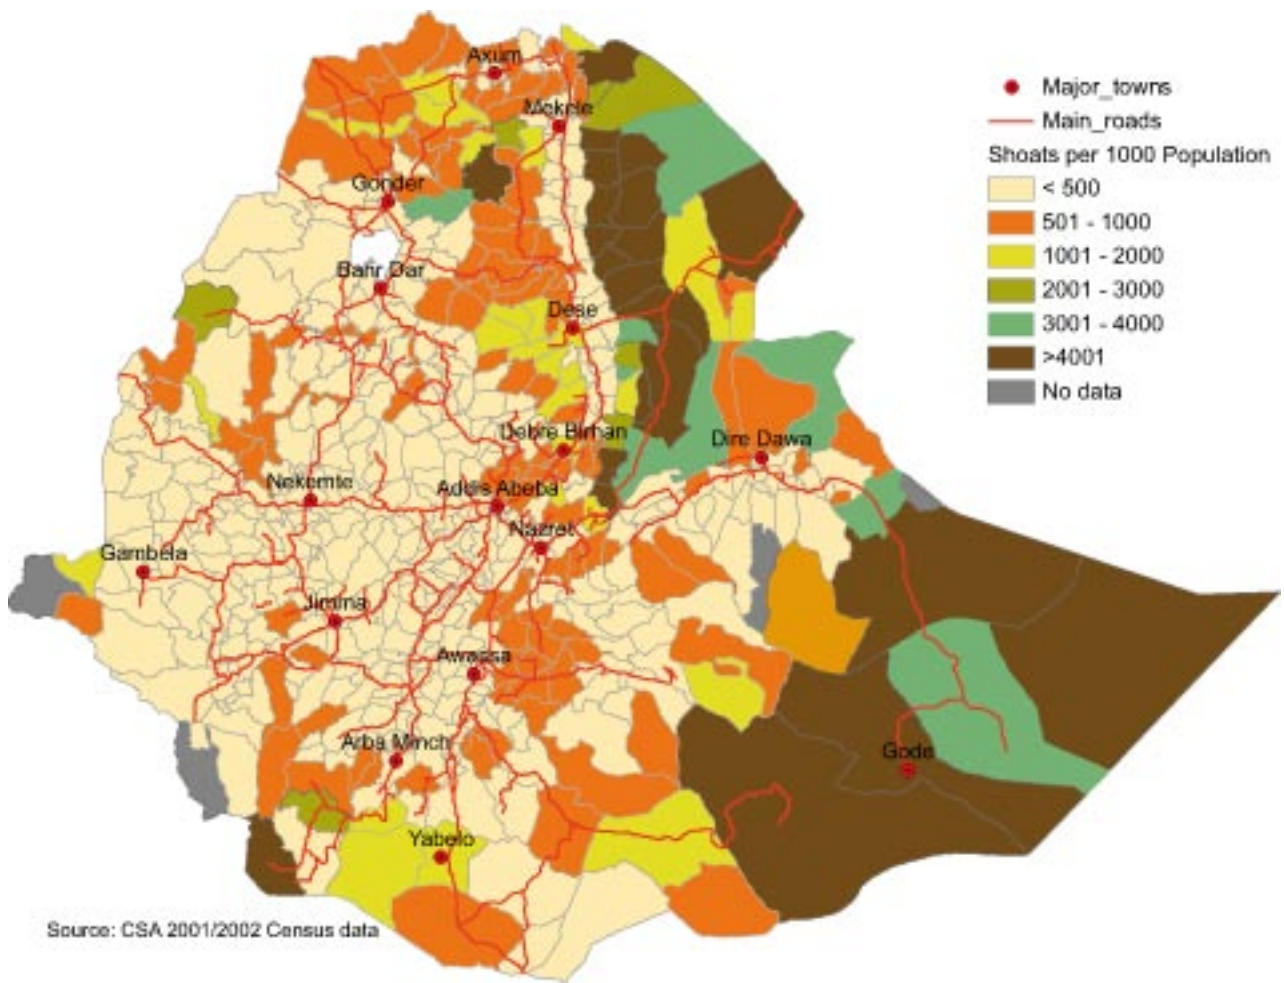 Axum
Mekele
Gonder
Bahr Dar
Dese
Debre Birhan
Dire Dawa
Nekemte
Addis Abeba
Nazret
Gambela
Jimma
Awassa
Arba Minch
Gode
Yabelo
Major_towns
Main_roads
Shoats per 1000 Population
< 500
501 - 1000
1001 - 2000
2001 - 3000
3001 - 4000
>4001
No data
Source: CSA 2001/2002 Census data